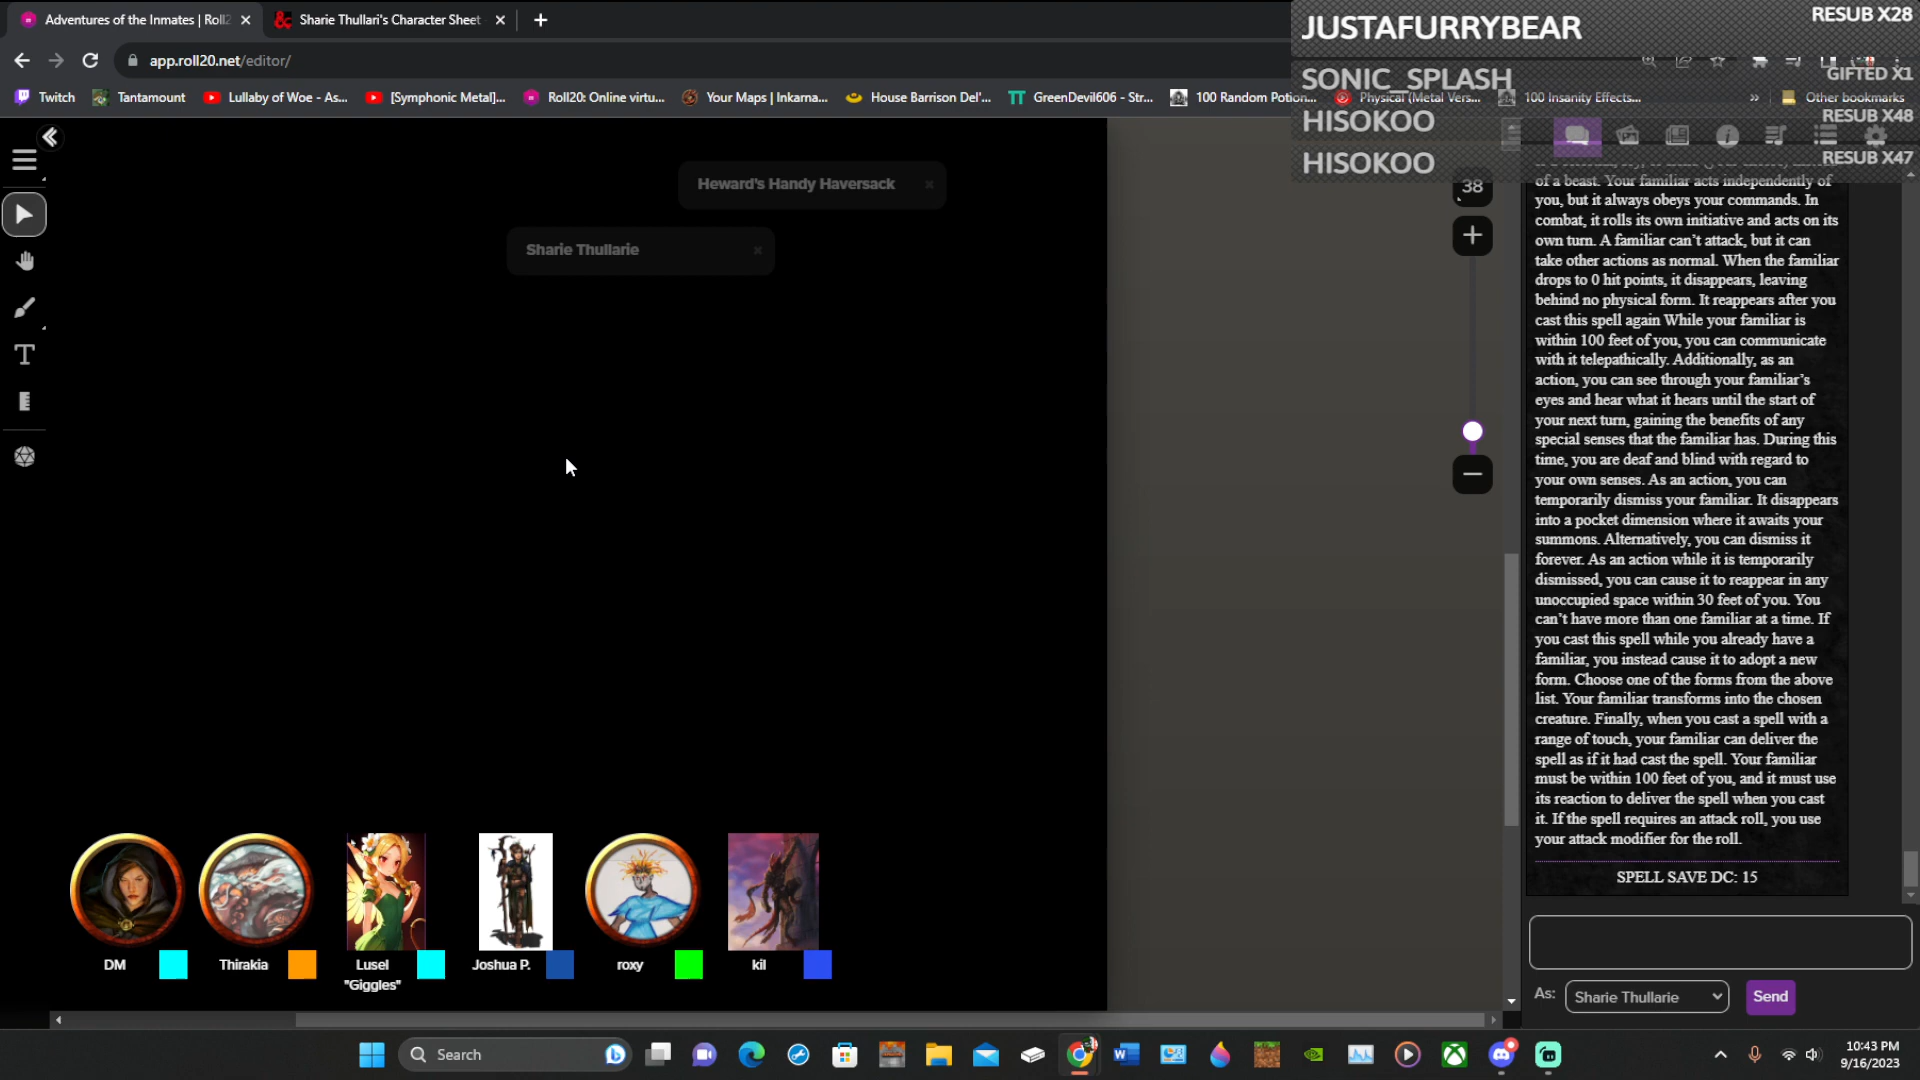 Adventures of the Inmates | Roll2
Sharie Thullari's Character Sheet
JUSTAFURRYBEAR
RESUB X28
app.roll20.net/editor/
SONIC_SPLASH
GIFTED X1
Twitch
Tantamount
Lullaby of Woe - As...
[Symphonic Metal]...
Roll20: Online virtu...
Your Maps | Inkarna...
House Barrison Del'...
GreenDevil606 - Str...
100 Random Potion...
Physical (Metal Vers...
100 Insanity Effects...
Other bookmarks
HISOKOO
RESUB X48
HISOKOO
RESUB X47
Heward's Handy Haversack
Sharie Thullarie
38
of a beast. Your familiar acts independently of
you, but it always obeys your commands. In
combat, it rolls its own initiative and acts on its
own turn. A familiar can't attack, but it can
take other actions as normal. When the familiar
drops to 0 hit points, it disappears, leaving
behind no physical form. It reappears after you
cast this spell again While your familiar is
within 100 feet of you, you can communicate
with it telepathically. Additionally, as an
action, you can see through your familiar's
eyes and hear what it hears until the start of
your next turn, gaining the benefits of any
special senses that the familiar has. During this
time, you are deaf and blind with regard to
your own senses. As an action, you can
temporarily dismiss your familiar. It disappears
into a pocket dimension where it awaits your
summons. Alternatively, you can dismiss it
forever. As an action while it is temporarily
dismissed, you can cause it to reappear in any
unoccupied space within 30 feet of you. You
can't have more than one familiar at a time. If
you cast this spell while you already have a
familiar, you instead cause it to adopt a new
form. Choose one of the forms from the above
list. Your familiar transforms into the chosen
creature. Finally, when you cast a spell with a
range of touch, your familiar can deliver the
spell as if it had cast the spell. Your familiar
must be within 100 feet of you, and it must use
its reaction to deliver the spell when you cast
it. If the spell requires an attack roll, you use
your attack modifier for the roll.
SPELL SAVE DC: 15
DM
Thirakia
Lusel
"Giggles"
Joshua P.
roxy
kil
As:
Sharie Thullarie
Send
Search
10:43 PM
9/16/2023